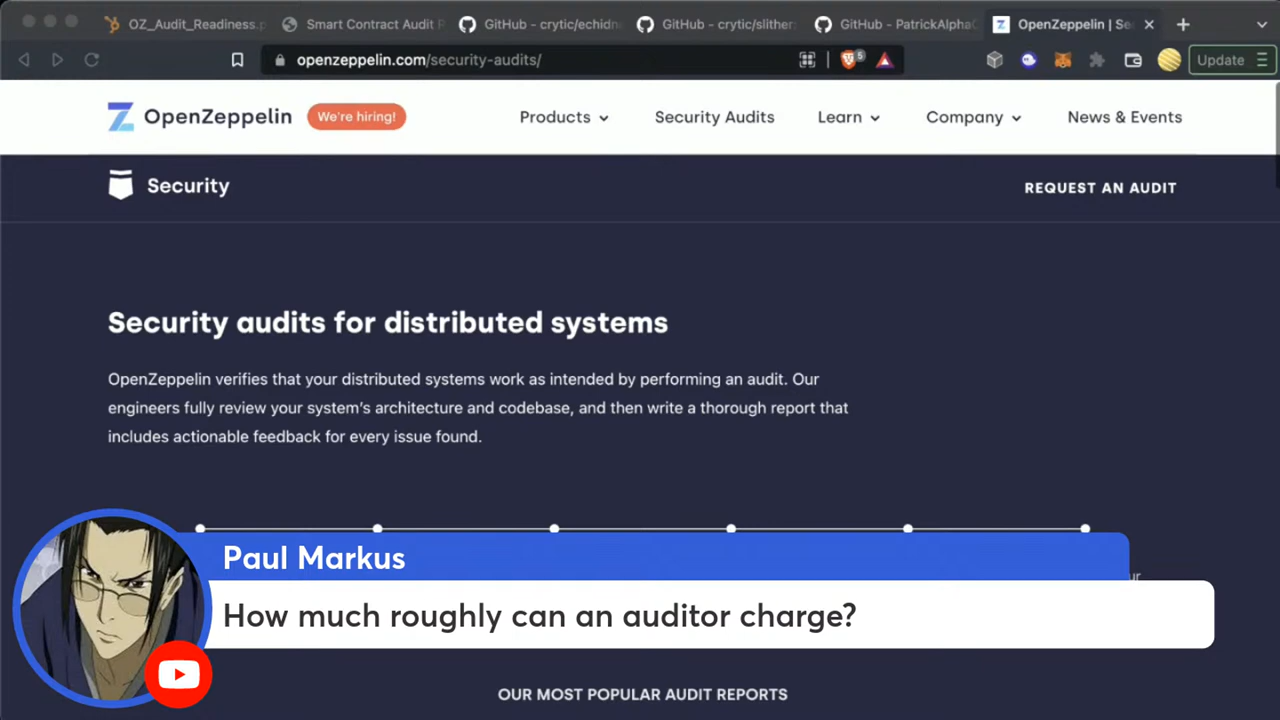 OZ_Audit_Readiness.p
Smart Contract Audit P
GitHub - crytic/echidn
GitHub - crytic/slither:
GitHub - PatrickAlphaC
OpenZeppelin | Se
openzeppelin.com/security-audits/
5
Update
OpenZeppelin
We're hiring!
Products
Security Audits
Learn
Company
News & Events
Security
REQUEST AN AUDIT
Security audits for distributed systems
OpenZeppelin verifies that your distributed systems work as intended by performing an audit. Our
engineers fully review your system's architecture and codebase, and then write a thorough report that
includes actionable feedback for every issue found.
Paul Markus
How much roughly can an auditor charge?
OUR MOST POPULAR AUDIT REPORTS